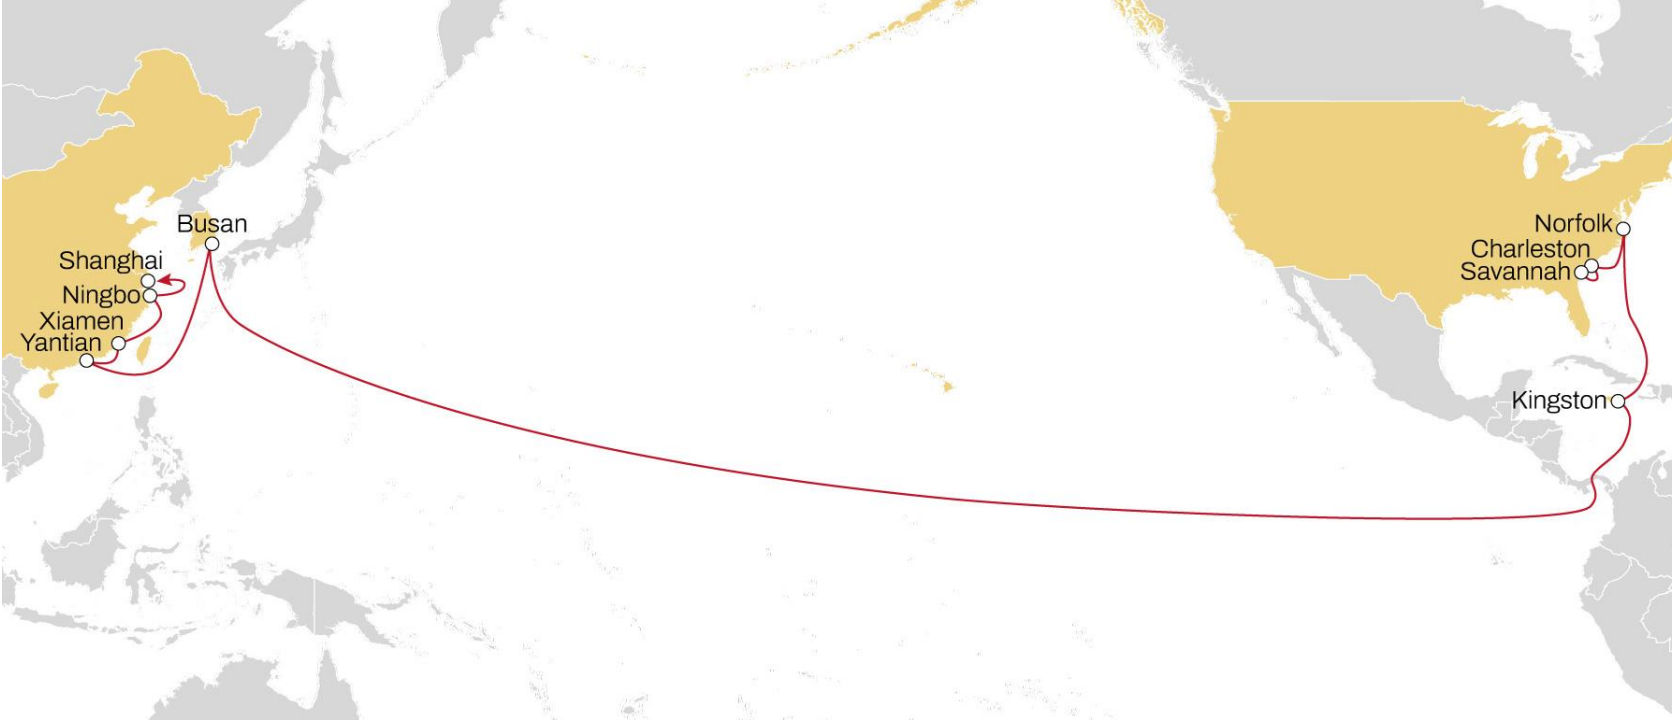 Busan
Shanghai
Ningbo
Xiamen
Yantian
Norfolk
Charleston
Savannah
Kingston